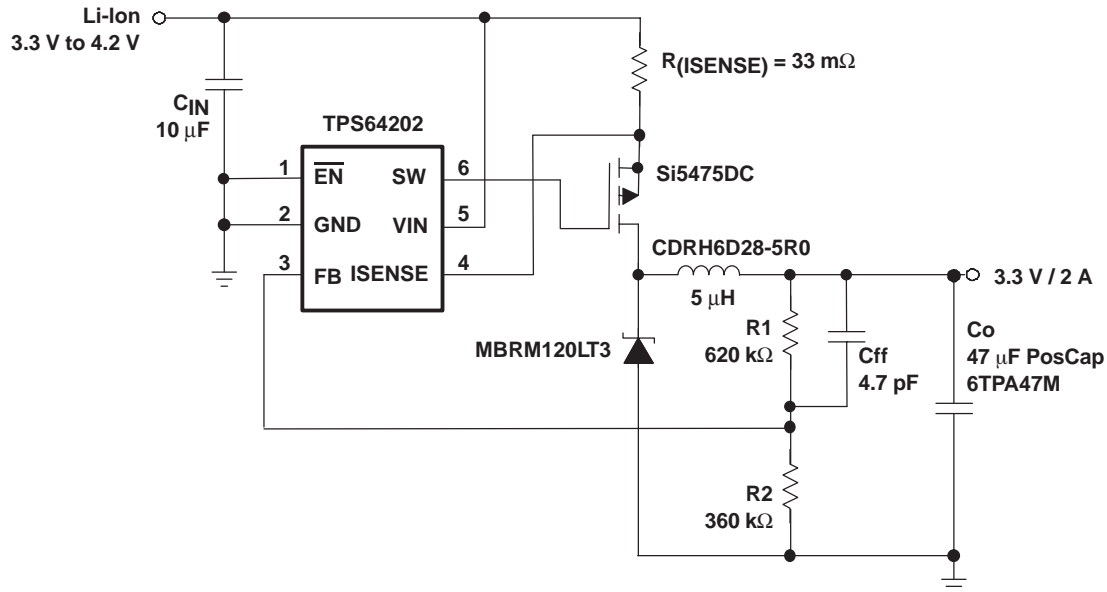 Li-Ion
3.3 V to 4.2 V
R(ISENSE) = 33 mΩ
CIN
10 μF
TPS64202
1
EN
SW
6
Si5475DC
2
GND
VIN
5
3
FB
ISENSE
4
CDRH6D28-5R0
5 μH
3.3 V / 2 A
MBRM120LT3
R1
620 kΩ
Cff
4.7 pF
Co
47 μF PosCap
6TPA47M
R2
360 kΩ